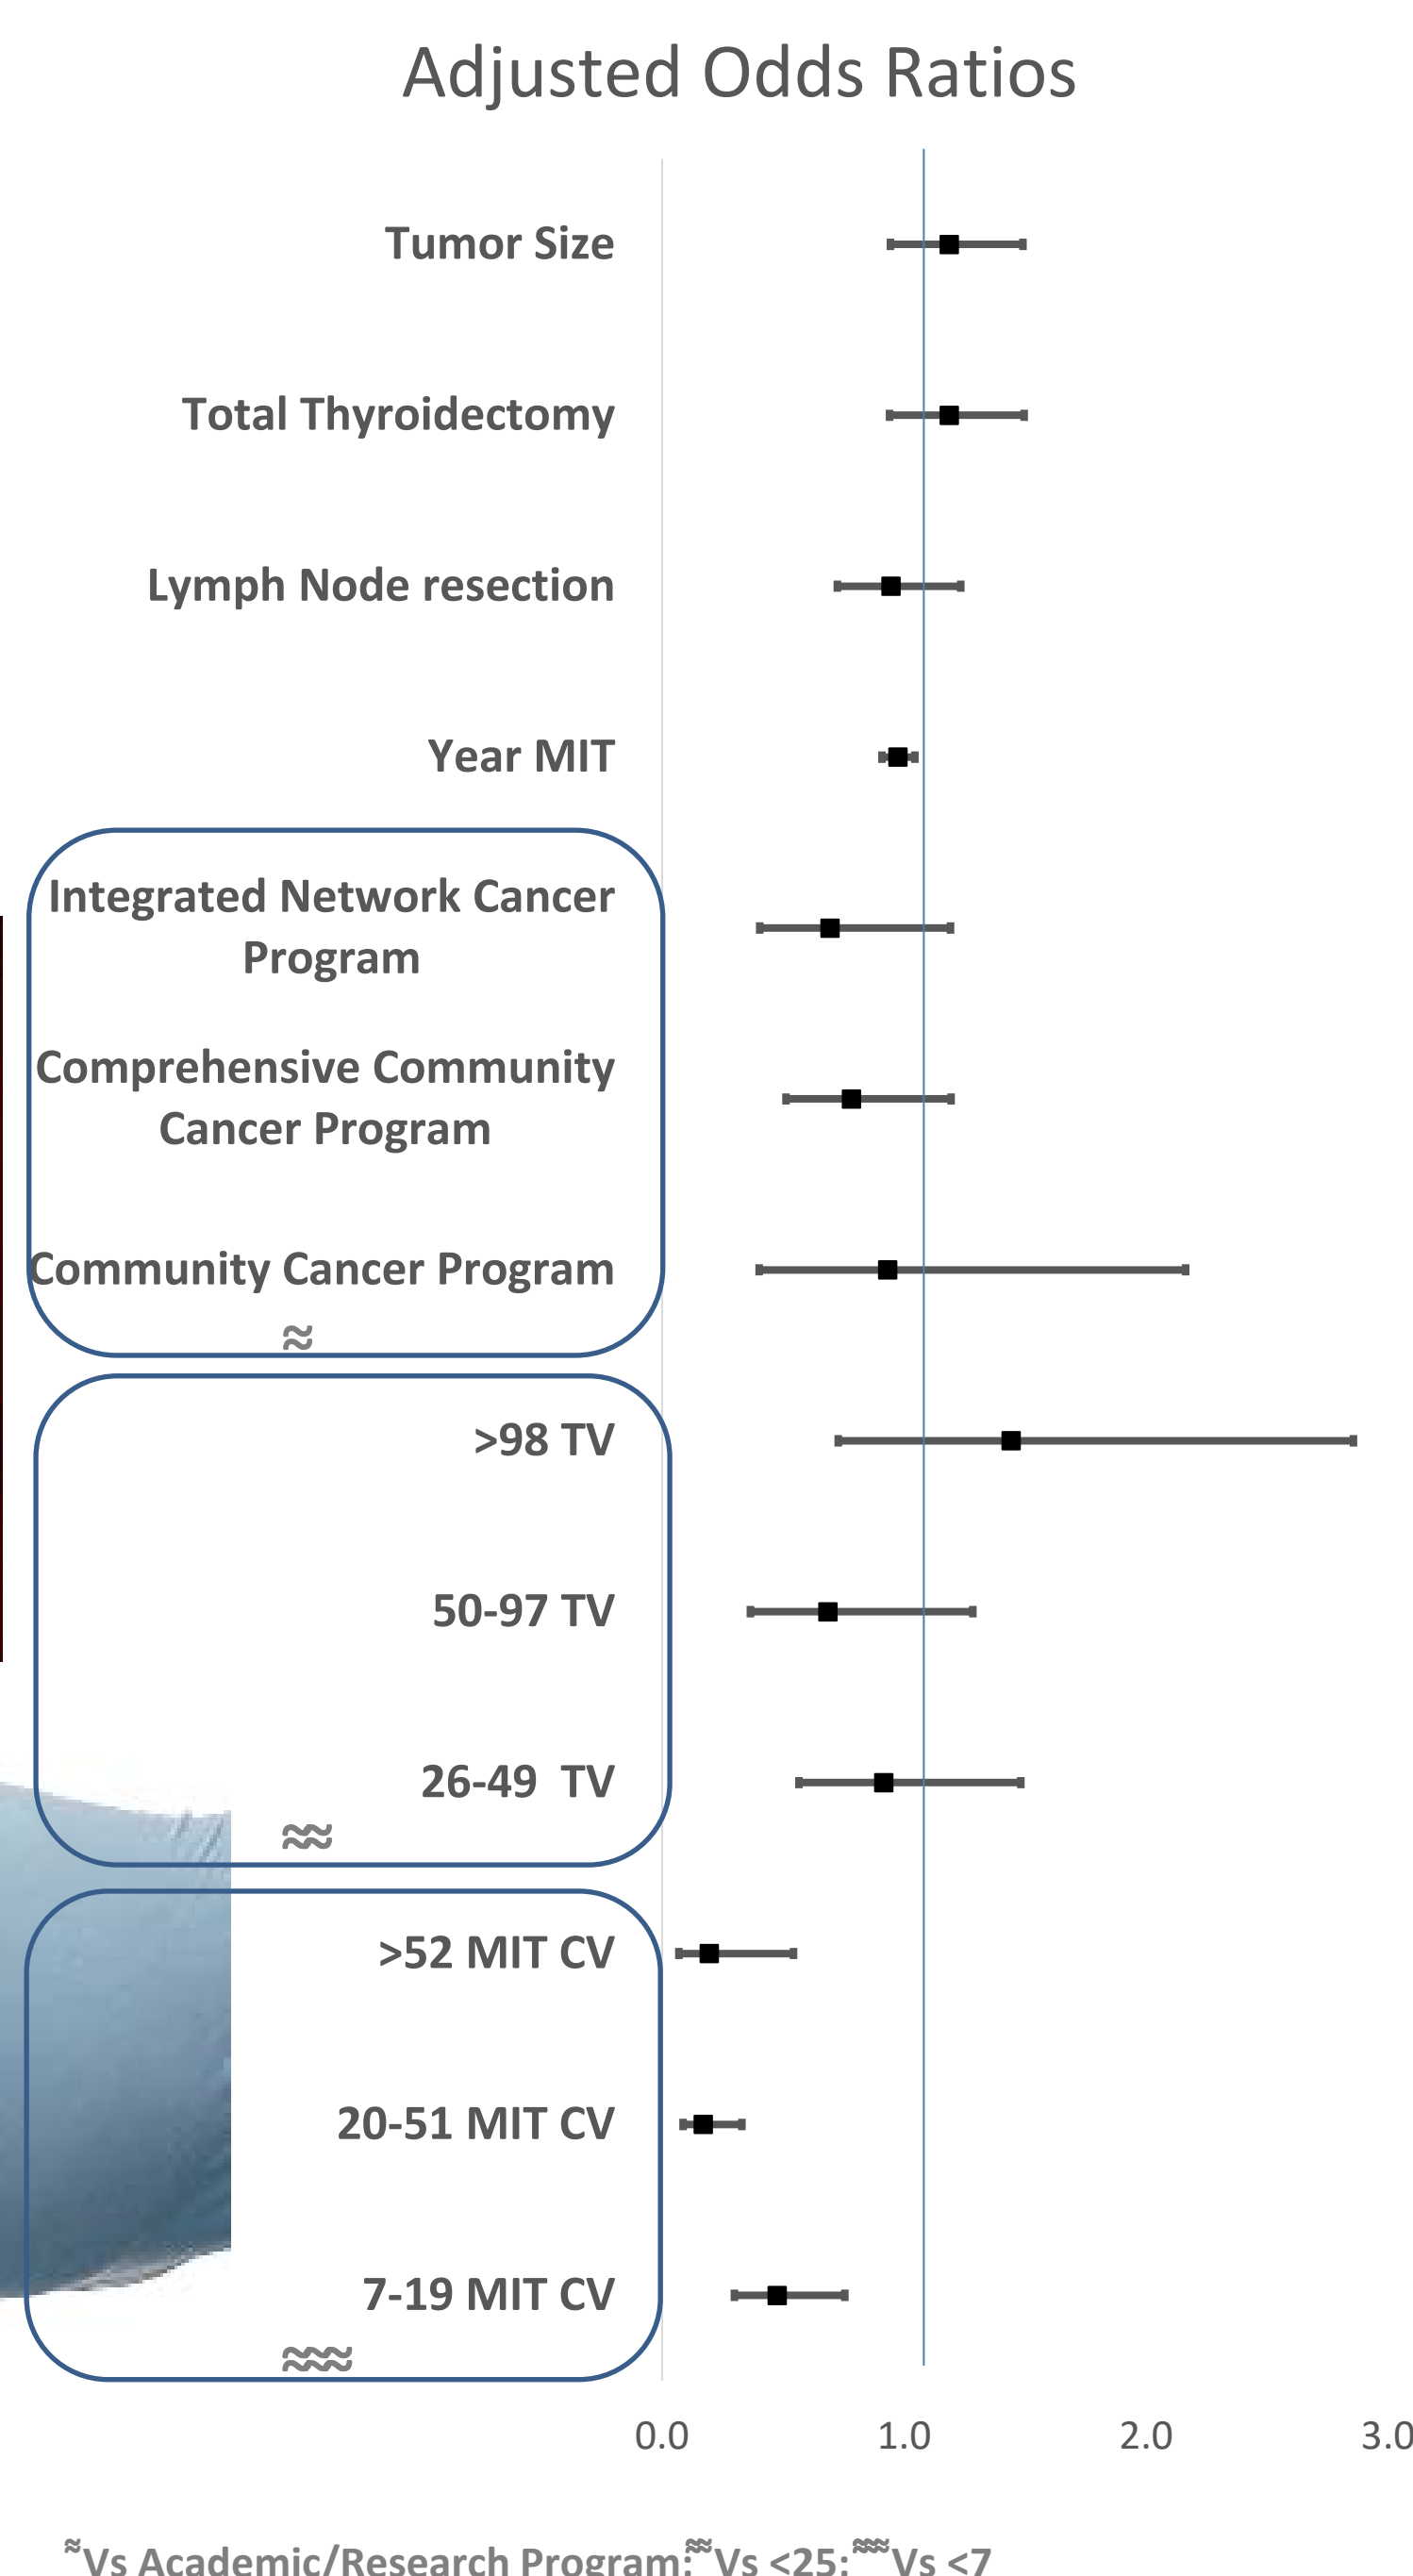 Adjusted Odds Ratios
Tumor Size
Total Thyroidectomy
Lymph Node resection
Year MIT
Integrated Network Cancer
Program
Comprehensive Community
Cancer Program
Community Cancer Program
≈
>98 TV
50-97 TV
26-49  TV
≈≈
>52 MIT CV
20-51 MIT CV
7-19 MIT CV
≈≈≈
0.0 1.0 2.0 3.0
≈Vs Academic/Research Program;≈≈Vs <25;≈≈≈Vs <7